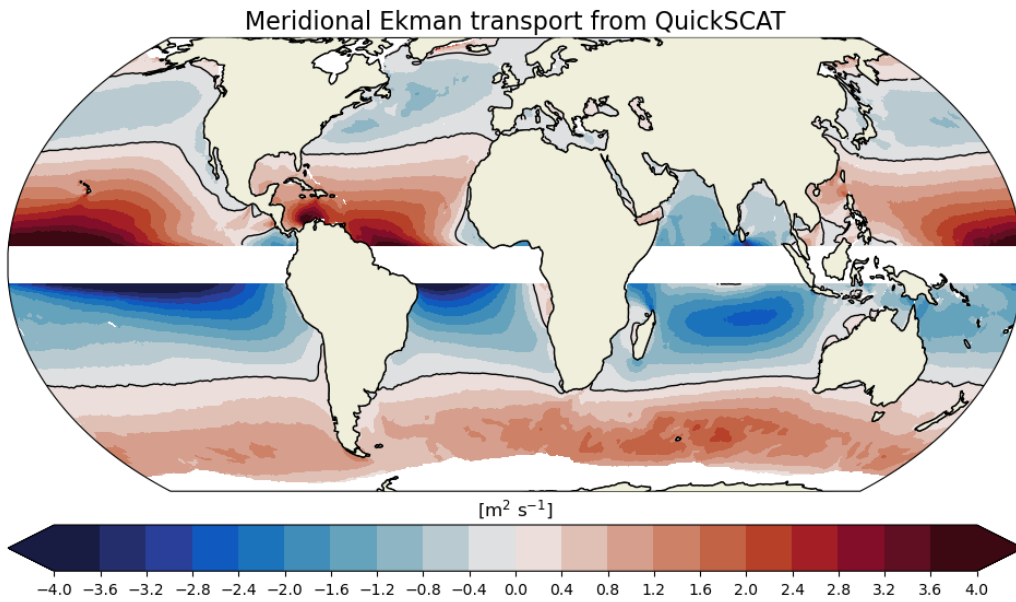 Meridional Ekman transport from QuickSCAT
[m² s⁻¹]
−4.0 −3.6 −3.2 −2.8 −2.4 −2.0 −1.6 −1.2 −0.8 −0.4 0.0 0.4 0.8 1.2 1.6 2.0 2.4 2.8 3.2 3.6 4.0